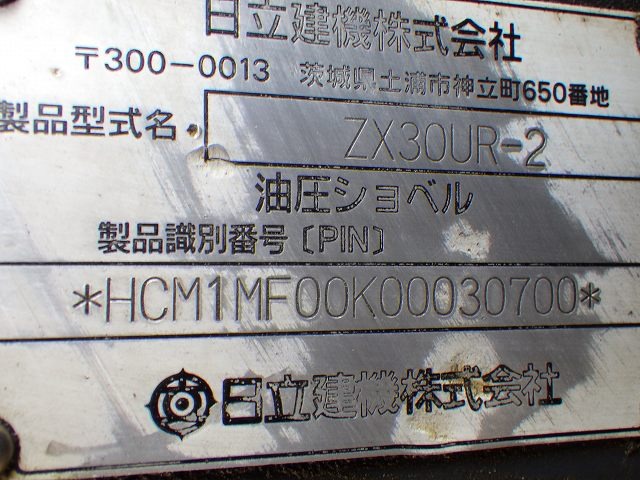 日立建機株式会社
〒300-0013 茨城県土浦市神立町650番地
製品型式名 ZX30UR-2
油圧ショベル
製品識別番号〔PIN〕
*HCM1MF00K00030700*
日立建機株式会社